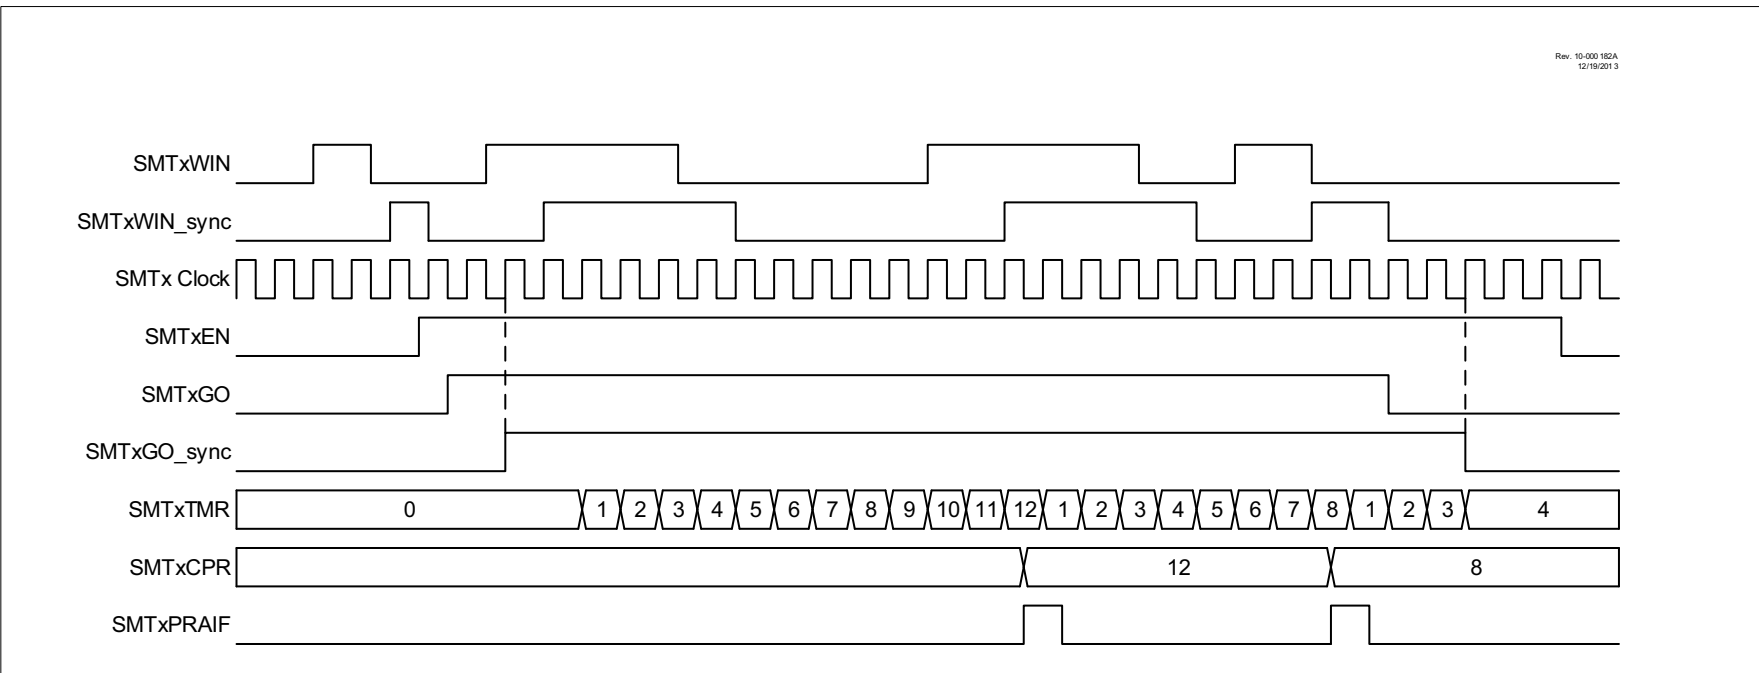 Rev. 10-000 182A
12/19/201 3
SMTxWIN
SMTxWIN_sync
SMTx Clock
SMTxEN
SMTxGO
SMTxGO_sync
SMTxTMR 0 1 2 3 4 5 6 7 8 9 10 11 12 1 2 3 4 5 6 7 8 1 2 3 4
SMTxCPR 12 8
SMTxPRAIF